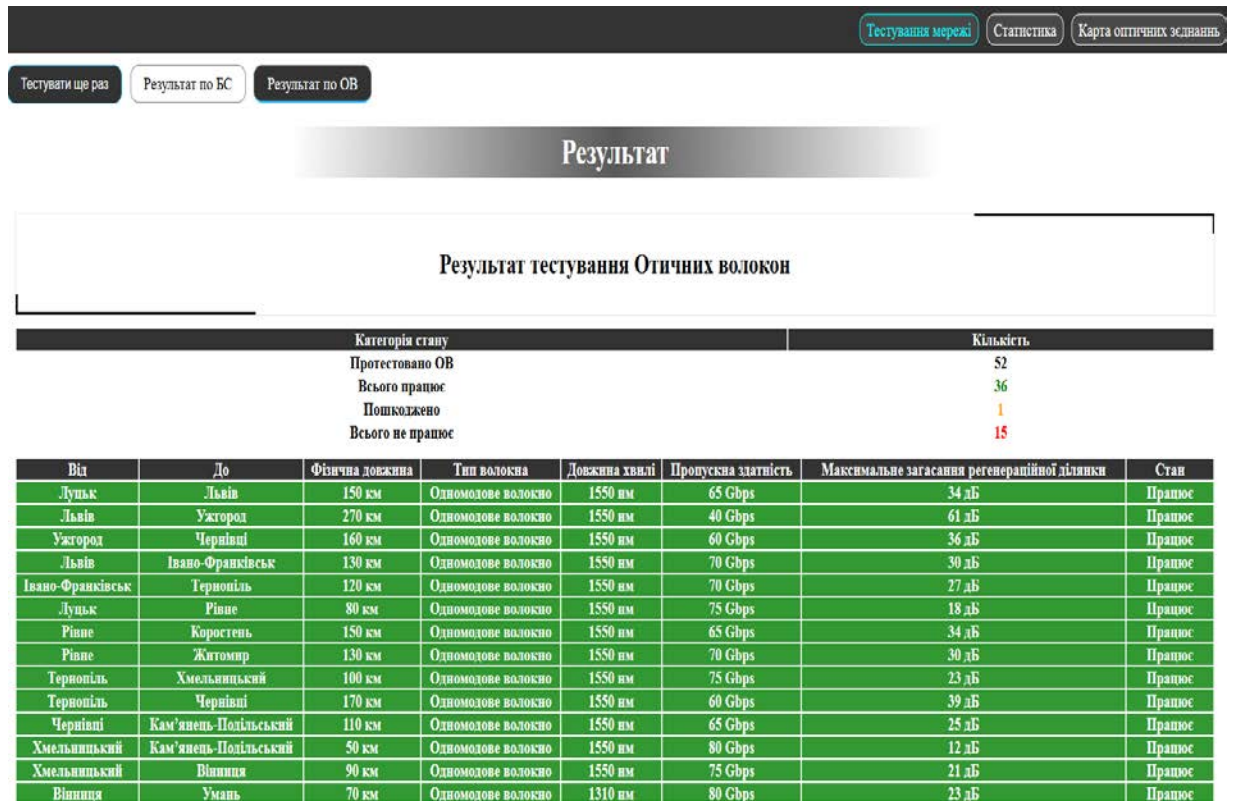 Тестування мережі Статистика Карта оптичних зєднаннь
Тестувати ще раз Результат по БС Результат по ОВ
Результат
Результат тестування Отичних волокон
Категорія стану Кількість
Протестовано ОВ 52
Всього працює 36
Пошкоджено 1
Всього не працює 15
Від До Фізична довжина Тип волокна Довжина хвилі Пропускна здатність Максимальне загасання регенераційної ділянки Стан
Луцьк Львів 150 км Одномодове волокно 1550 нм 65 Gbps 34 дБ Працює
Львів Ужгород 270 км Одномодове волокно 1550 нм 40 Gbps 61 дБ Працює
Ужгород Чернівці 160 км Одномодове волокно 1550 нм 60 Gbps 36 дБ Працює
Львів Івано-Франківськ 130 км Одномодове волокно 1550 нм 70 Gbps 30 дБ Працює
Івано-Франківськ Тернопіль 120 км Одномодове волокно 1550 нм 70 Gbps 27 дБ Працює
Луцьк Рівне 80 км Одномодове волокно 1550 нм 75 Gbps 18 дБ Працює
Рівне Коростень 150 км Одномодове волокно 1550 нм 65 Gbps 34 дБ Працює
Рівне Житомир 130 км Одномодове волокно 1550 нм 70 Gbps 30 дБ Працює
Тернопіль Хмельницький 100 км Одномодове волокно 1550 нм 75 Gbps 23 дБ Працює
Тернопіль Чернівці 170 км Одномодове волокно 1550 нм 60 Gbps 39 дБ Працює
Чернівці Кам’янець-Подільський 110 км Одномодове волокно 1550 нм 65 Gbps 25 дБ Працює
Хмельницький Кам’янець-Подільський 50 км Одномодове волокно 1550 нм 80 Gbps 12 дБ Працює
Хмельницький Вінниця 90 км Одномодове волокно 1550 нм 75 Gbps 21 дБ Працює
Вінниця Умань 70 км Одномодове волокно 1310 нм 80 Gbps 23 дБ Працює